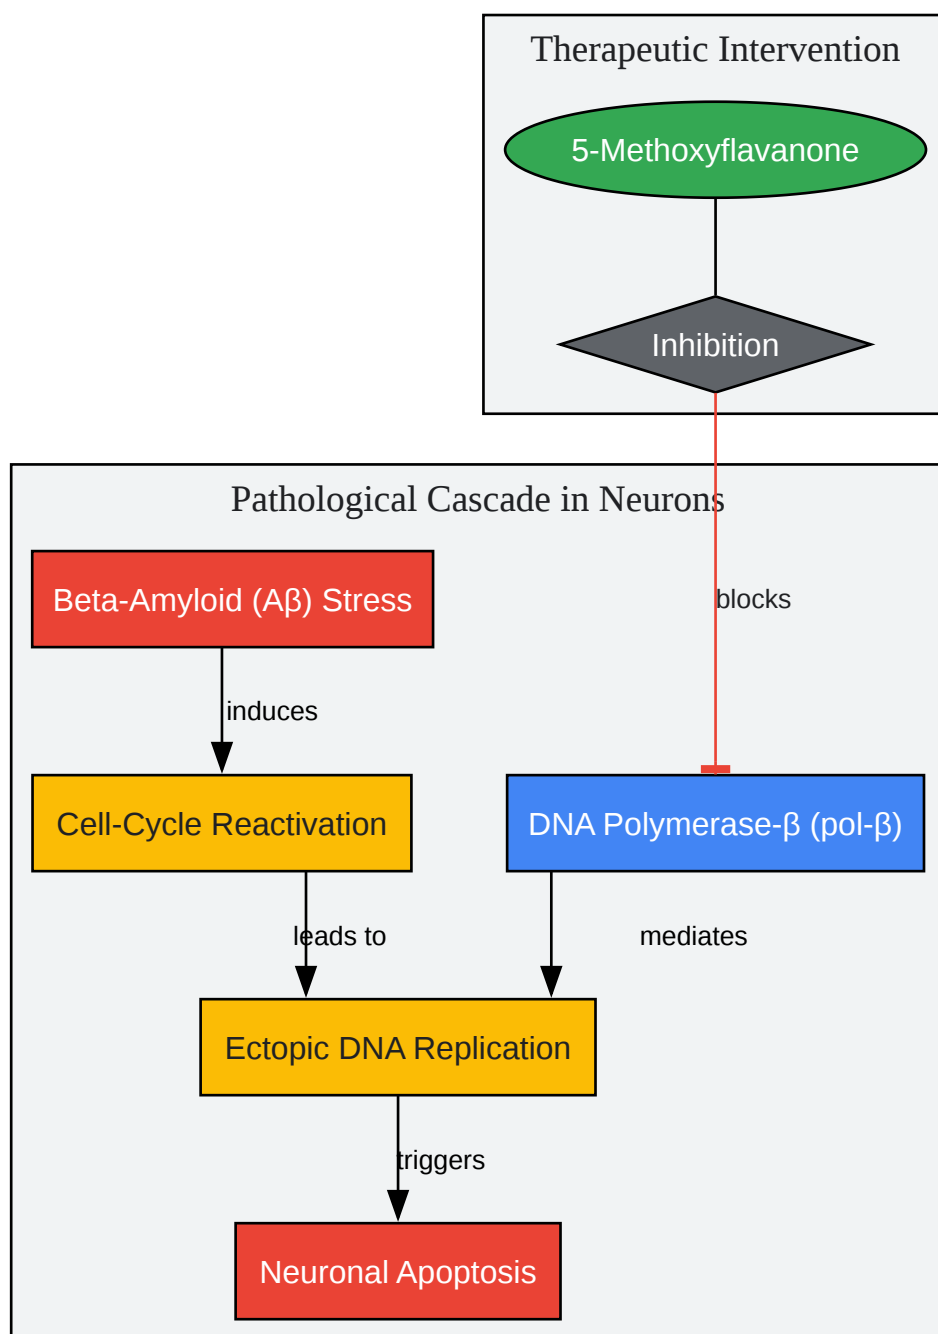 Therapeutic Intervention
5-Methoxyflavanone
Inhibition
Pathological Cascade in Neurons
Beta-Amyloid (Aβ) Stress
blocks
induces
Cell-Cycle Reactivation
DNA Polymerase-β (pol-β)
leads to
mediates
Ectopic DNA Replication
triggers
Neuronal Apoptosis